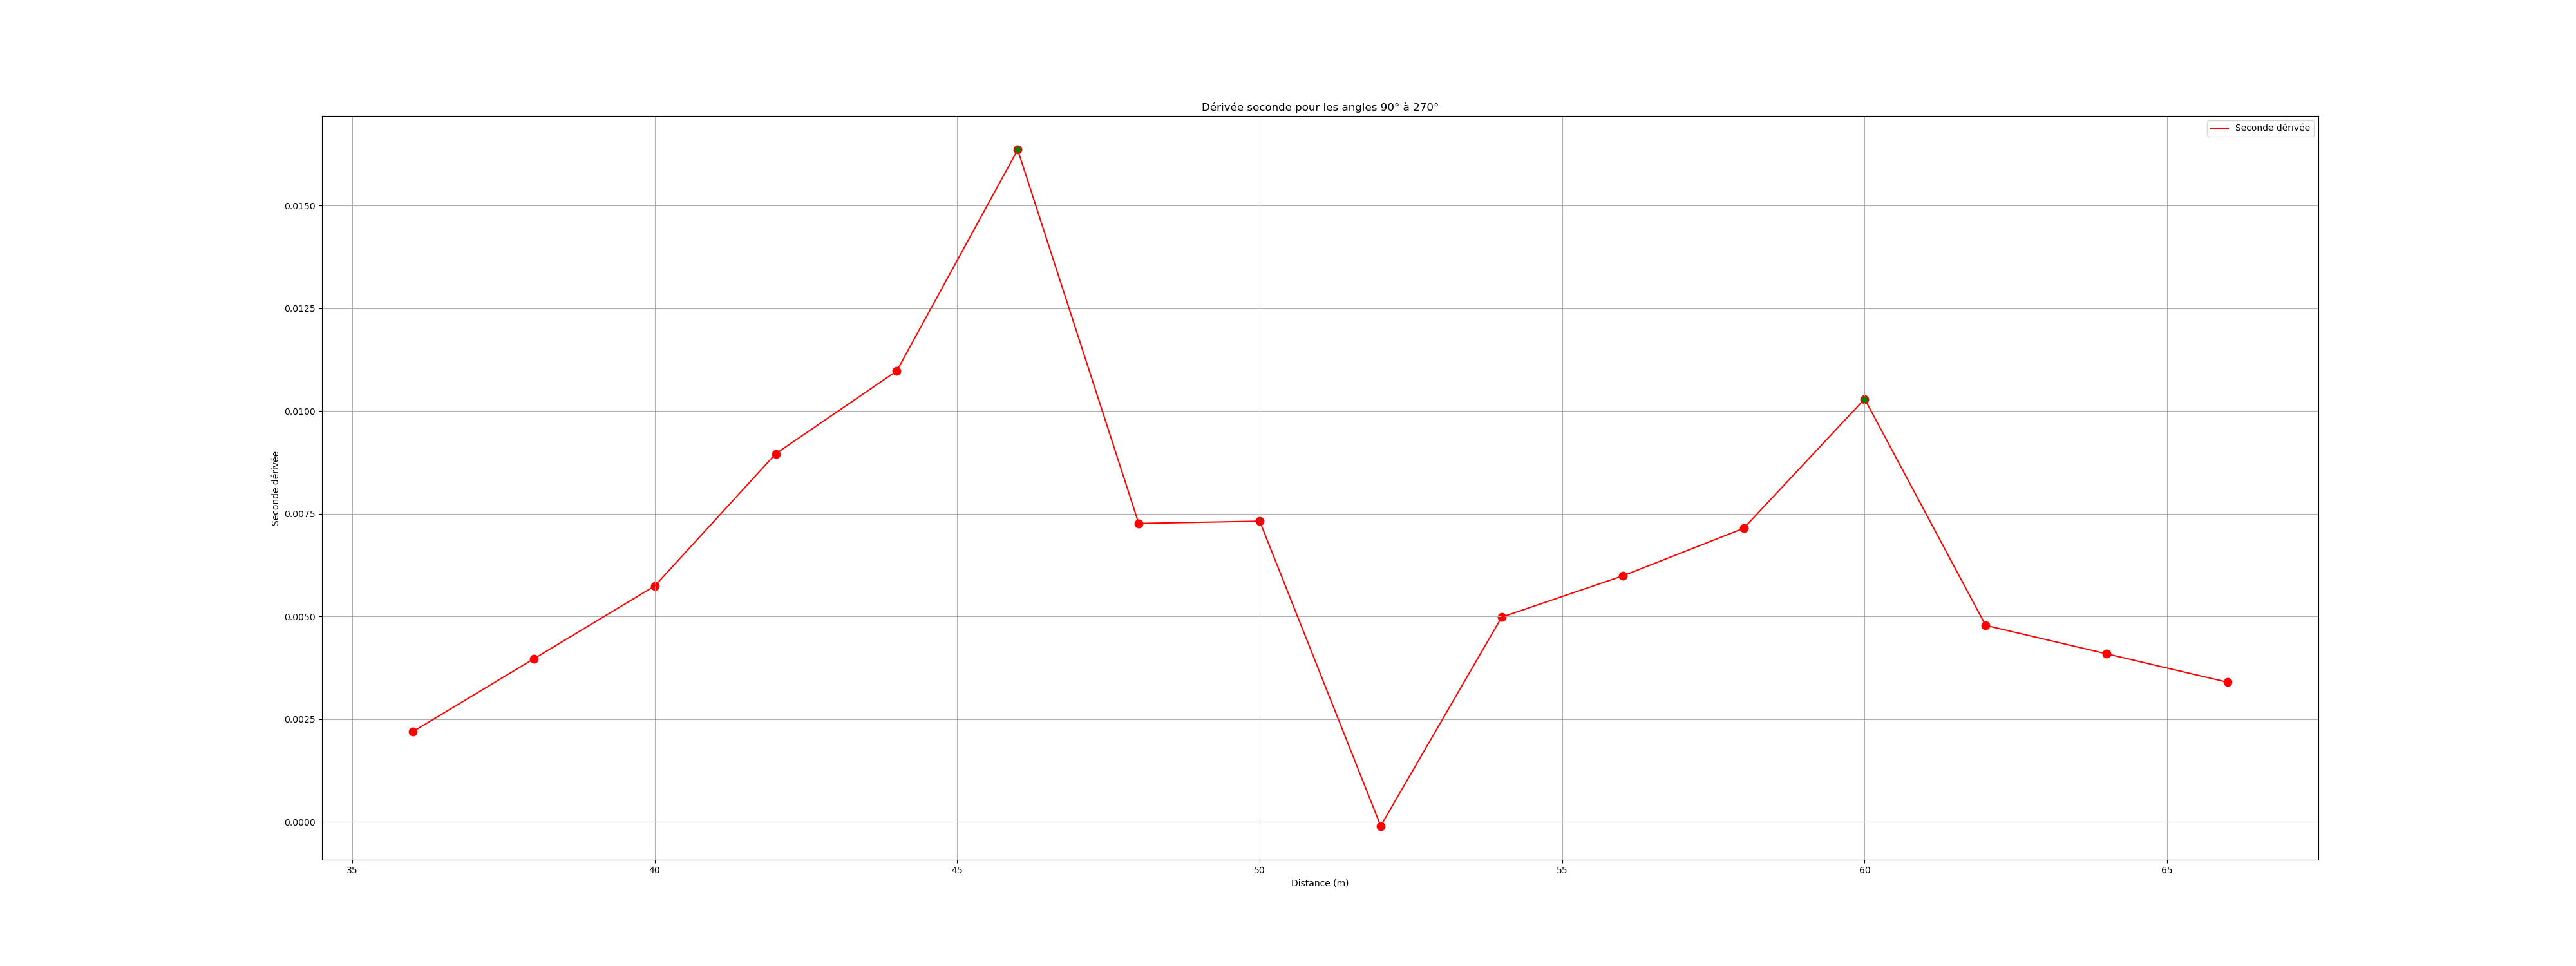 Dérivée seconde pour les angles 90° à 270°
Seconde dérivée
Seconde dérivée
0.0150
0.0125
0.0100
0.0075
0.0050
0.0025
0.0000
35 40 45 50 55 60 65
Distance (m)